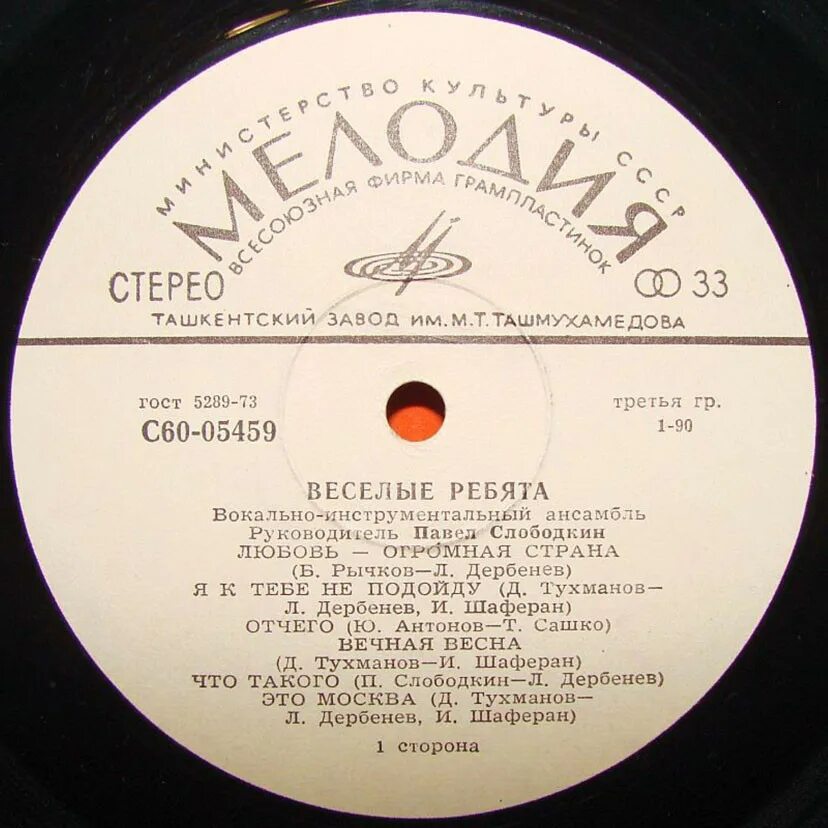 МИНИСТЕРСТВО КУЛЬТУРЫ СССР
МЕЛОДИЯ
ВСЕСОЮЗНАЯ ФИРМА ГРАМПЛАСТИНОК
СТЕРЕО 33
ТАШКЕНТСКИЙ ЗАВОД ИМ. М.Т. ТАШМУХАМЕДОВА
гост 5289-73 третья гр.
С60-05459 1-90
ВЕСЕЛЫЕ РЕБЯТА
Вокально-инструментальный ансамбль
Руководитель Павел Слободкин
ЛЮБОВЬ — ОГРОМНАЯ СТРАНА
(Б. Рычков—Л. Дербенев)
Я К ТЕБЕ НЕ ПОДОЙДУ (Д. Тухманов—
Л. Дербенев, И. Шаферан)
ОТЧЕГО (Ю. Антонов—Т. Сашко)
ВЕЧНАЯ ВЕСНА
(Д. Тухманов—И. Шаферан)
ЧТО ТАКОГО (П. Слободкин—Л. Дербенев)
ЭТО МОСКВА (Д. Тухманов—
Л. Дербенев, И. Шаферан)
1 сторона